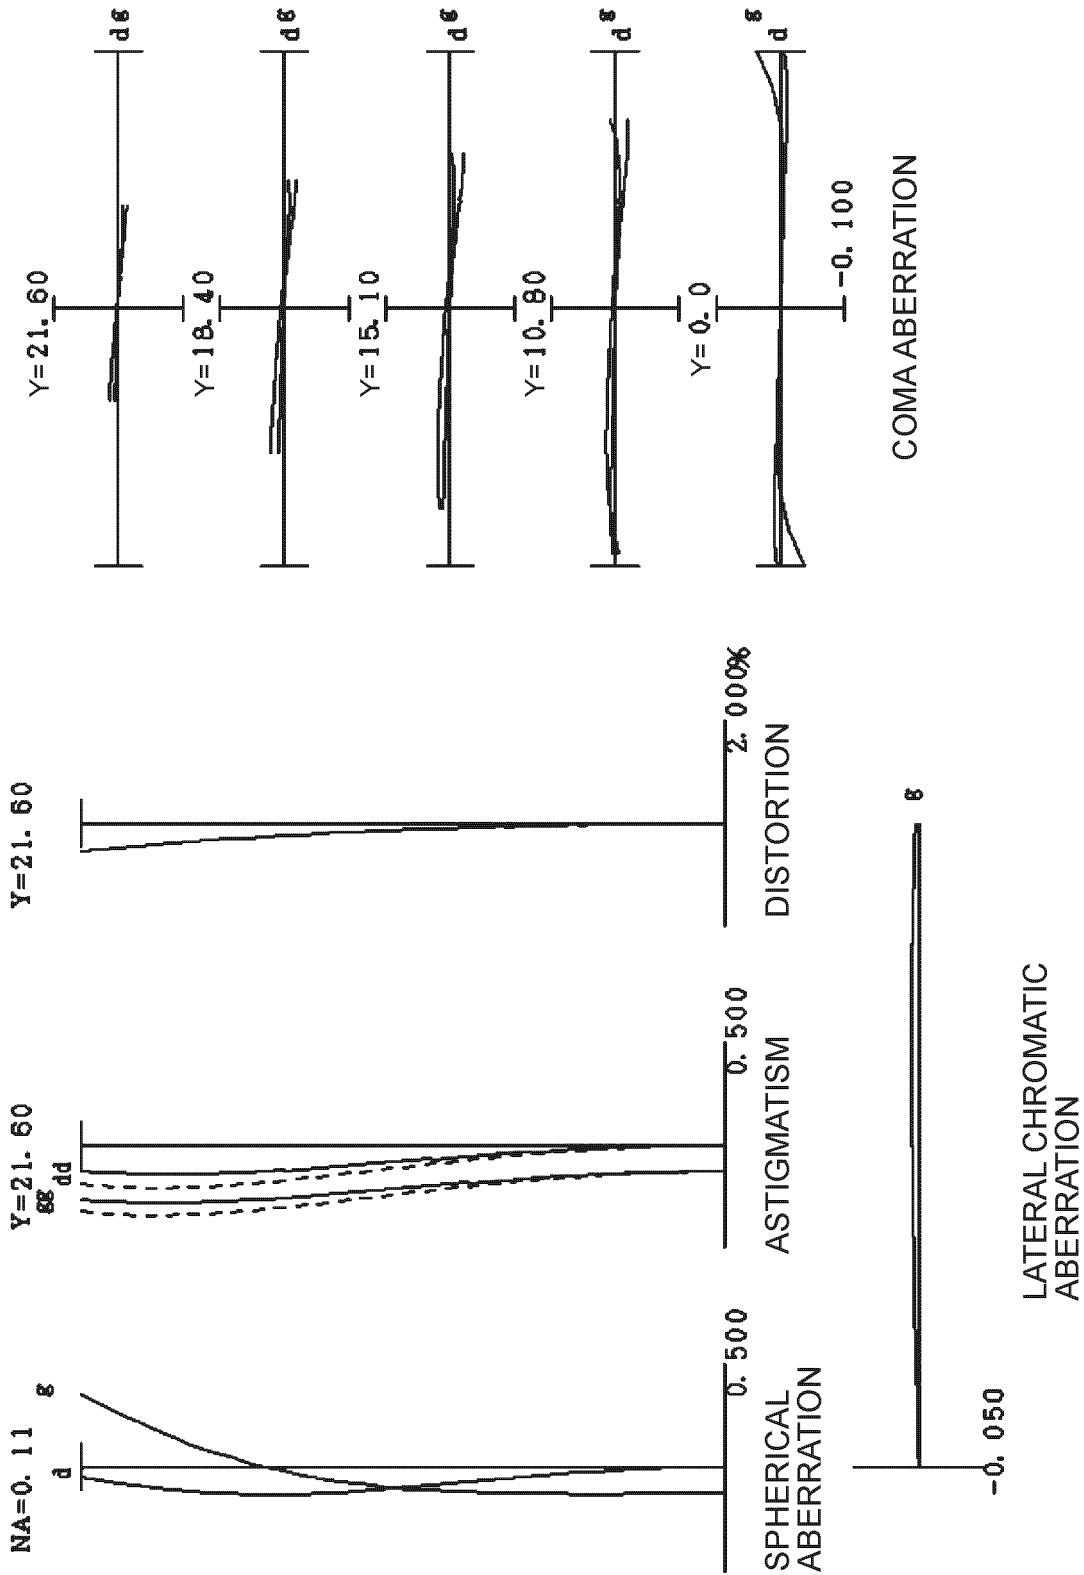 NA=0.11
d
g
0.500
SPHERICAL
ABERRATION
Y=21.60
gg
dd
0.500
ASTIGMATISM
Y=21.60
2.000%
DISTORTION
Y=21.60
d g
Y=18.40
d g
Y=15.10
d g
Y=10.80
d g
Y=0.0
d g
-0.100
COMA ABERRATION
-0.050
g
LATERAL CHROMATIC
ABERRATION